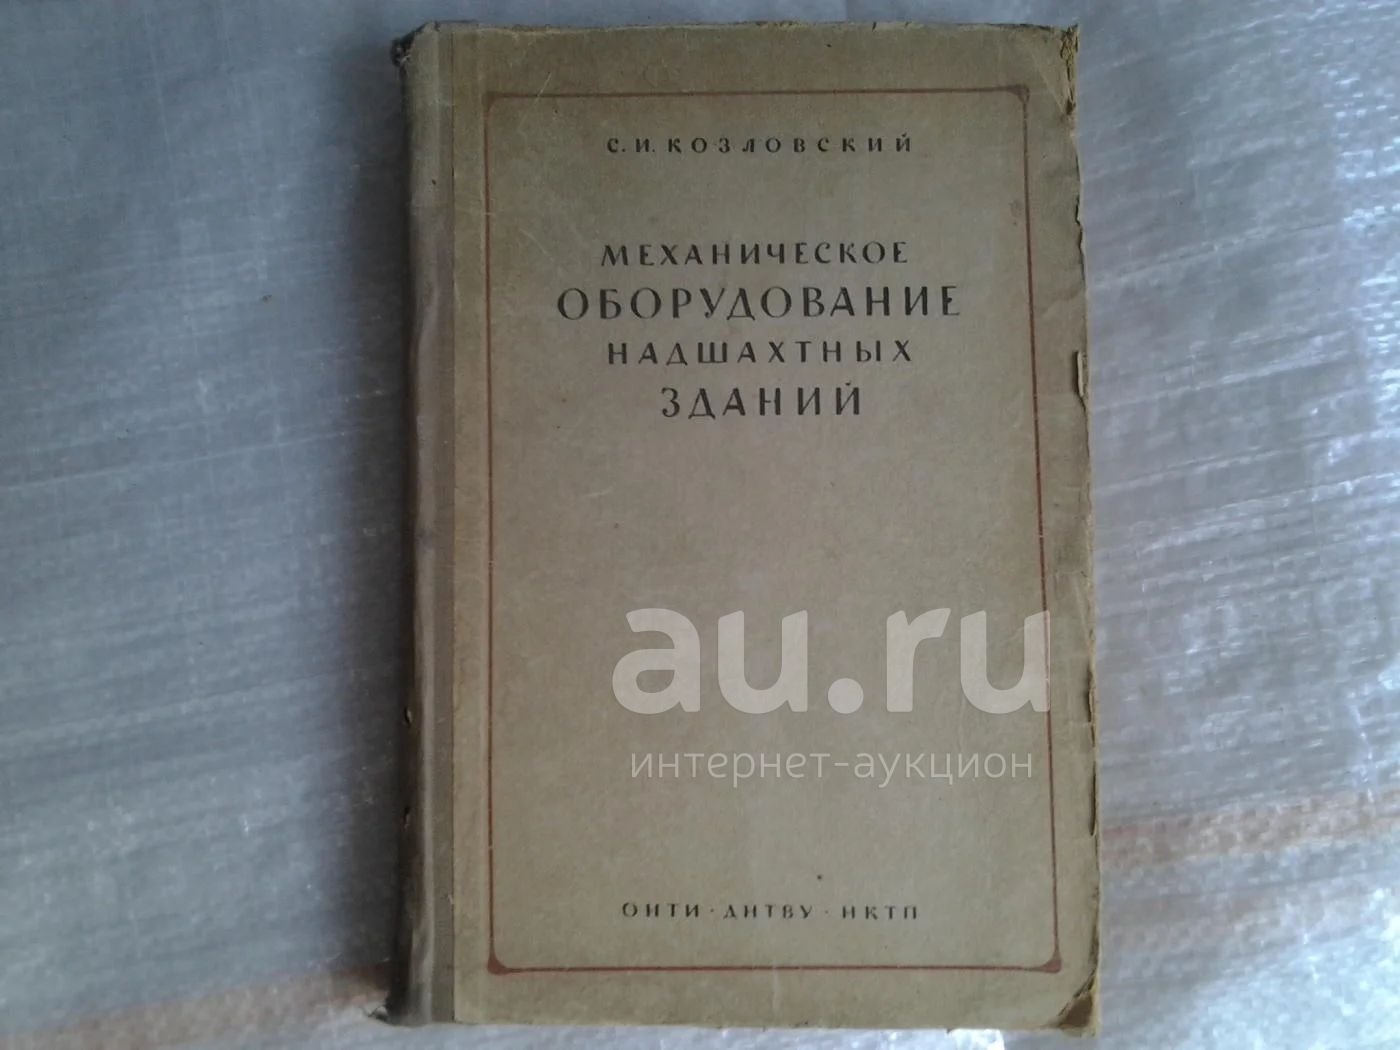 С. И. КОЗЛОВСКИЙ
МЕХАНИЧЕСКОЕ
ОБОРУДОВАНИЕ
НАДШАХТНЫХ
ЗДАНИЙ
au.ru
интернет-аукцион
ОНТИ · ДНТВУ · НКТП